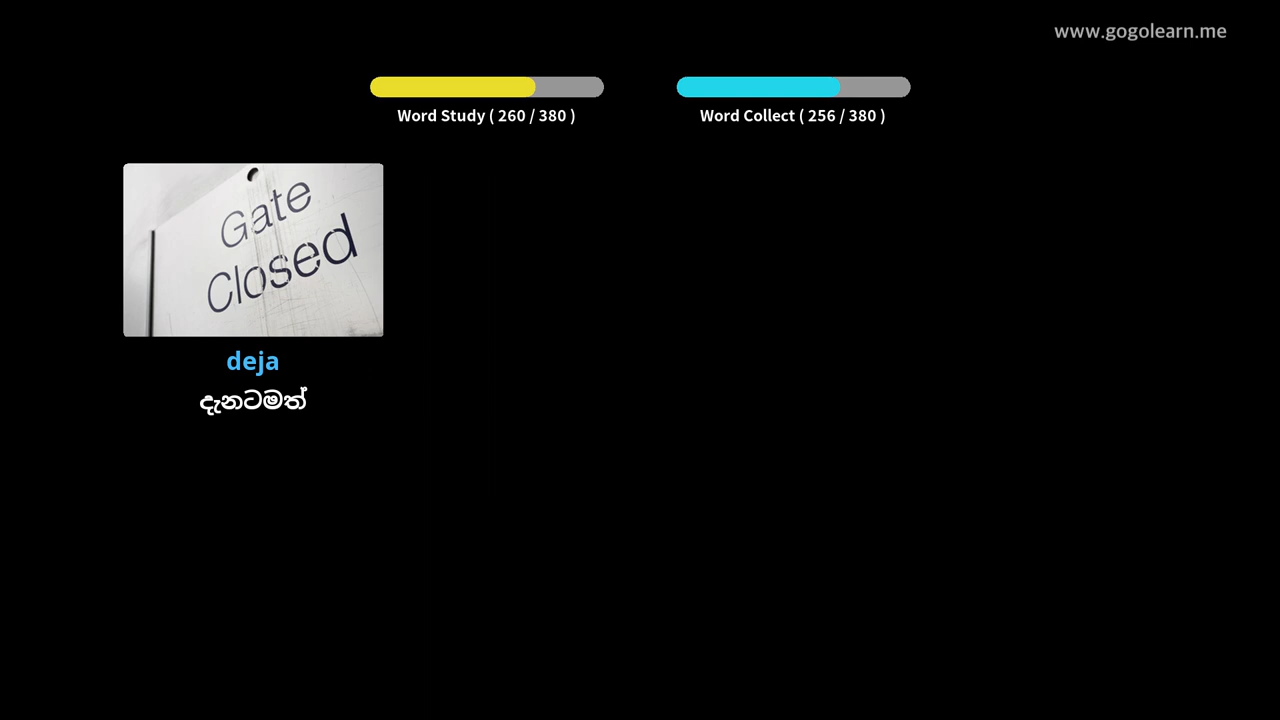 www.gogolearn.me
Word Study ( 260 / 380 )
Word Collect ( 256 / 380 )
Gate
Closed
deja
දැනටමත්